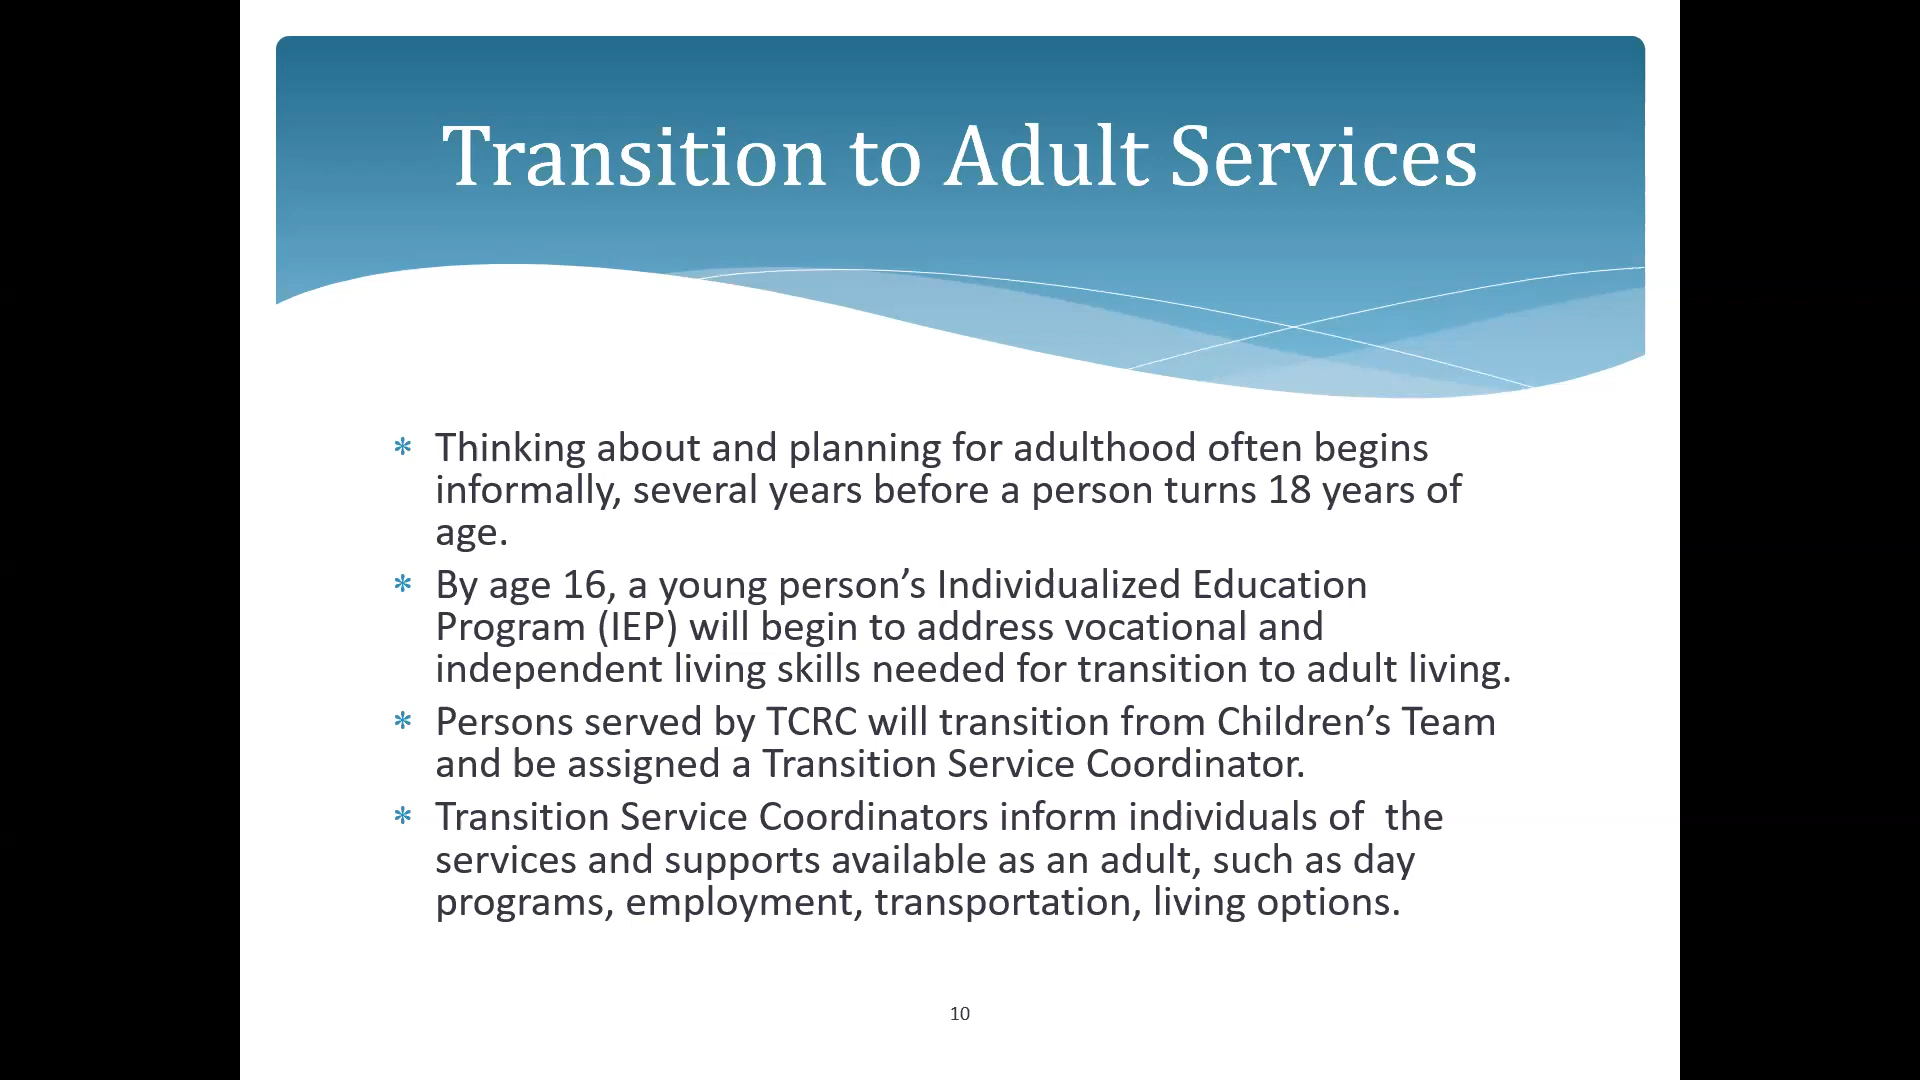 Transition to Adult Services
* Thinking about and planning for adulthood often begins
informally, several years before a person turns 18 years of
age.
* By age 16, a young person’s Individualized Education
Program (IEP) will begin to address vocational and
independent living skills needed for transition to adult living.
* Persons served by TCRC will transition from Children’s Team
and be assigned a Transition Service Coordinator.
* Transition Service Coordinators inform individuals of  the
services and supports available as an adult, such as day
programs, employment, transportation, living options.
10